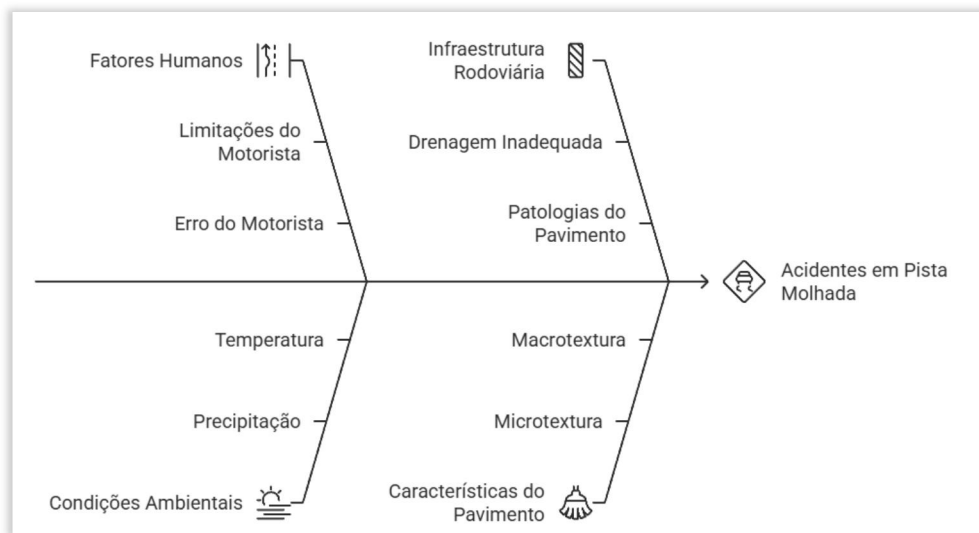 Fatores Humanos
Limitações do
Motorista
Erro do Motorista
Infraestrutura
Rodoviária
Drenagem Inadequada
Patologias do
Pavimento
Acidentes em Pista
Molhada
Temperatura
Precipitação
Condições Ambientais
Macrotextura
Microtextura
Características do
Pavimento